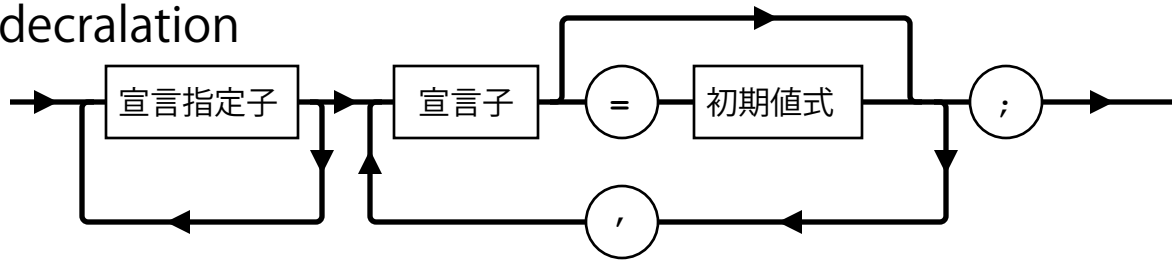 decralation
宣言指定子 宣言子 = 初期値式 ;
,